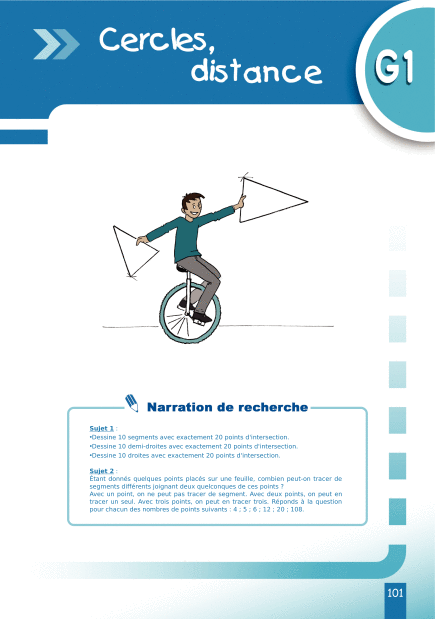 Cercles,
distance
G1
Narration de recherche
Sujet 1 :
•Dessine 10 segments avec exactement 20 points d'intersection.
•Dessine 10 demi-droites avec exactement 20 points d'intersection.
•Dessine 10 droites avec exactement 20 points d'intersection.
Sujet 2 :
Étant donnés quelques points placés sur une feuille, combien peut-on tracer de
segments différents joignant deux quelconques de ces points ?
Avec un point, on ne peut pas tracer de segment. Avec deux points, on peut en
tracer un seul. Avec trois points, on peut en tracer trois. Réponds à la question
pour chacun des nombres de points suivants : 4 ; 5 ; 6 ; 12 ; 20 ; 108.
101